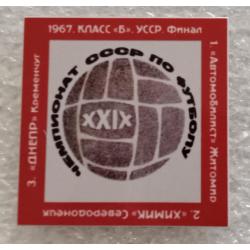 1967. КЛАСС «Б». УССР. Финал
ЧЕМПИОНАТ СССР ПО ФУТБОЛУ
XXIX
1. «Автомобилист» Житомир
2. «ХИМИК» Северодонецк
3. «ДНЕПР» Кременчуг